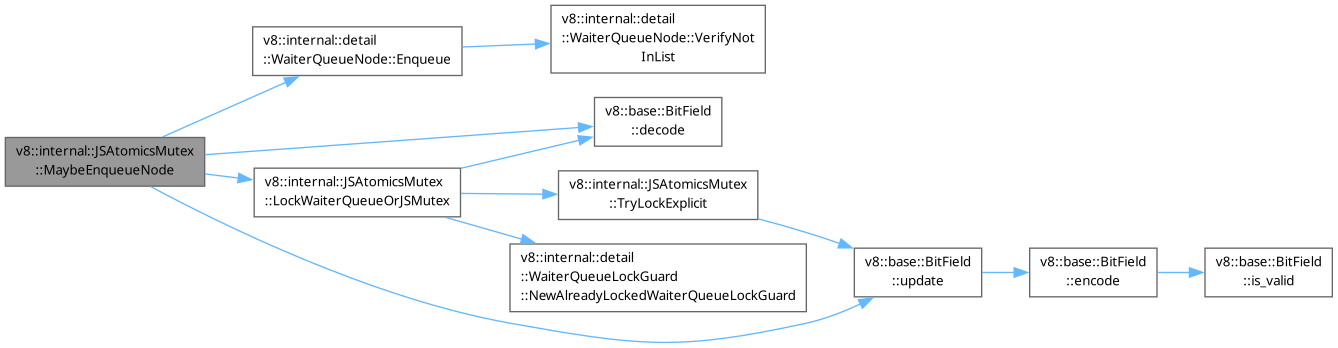 v8::internal::JSAtomicsMutex
::MaybeEnqueueNode
v8::internal::detail
::WaiterQueueNode::Enqueue
v8::internal::detail
::WaiterQueueNode::VerifyNot
InList
v8::base::BitField
::decode
v8::internal::JSAtomicsMutex
::LockWaiterQueueOrJSMutex
v8::internal::JSAtomicsMutex
::TryLockExplicit
v8::internal::detail
::WaiterQueueLockGuard
::NewAlreadyLockedWaiterQueueLockGuard
v8::base::BitField
::update
v8::base::BitField
::encode
v8::base::BitField
::is_valid